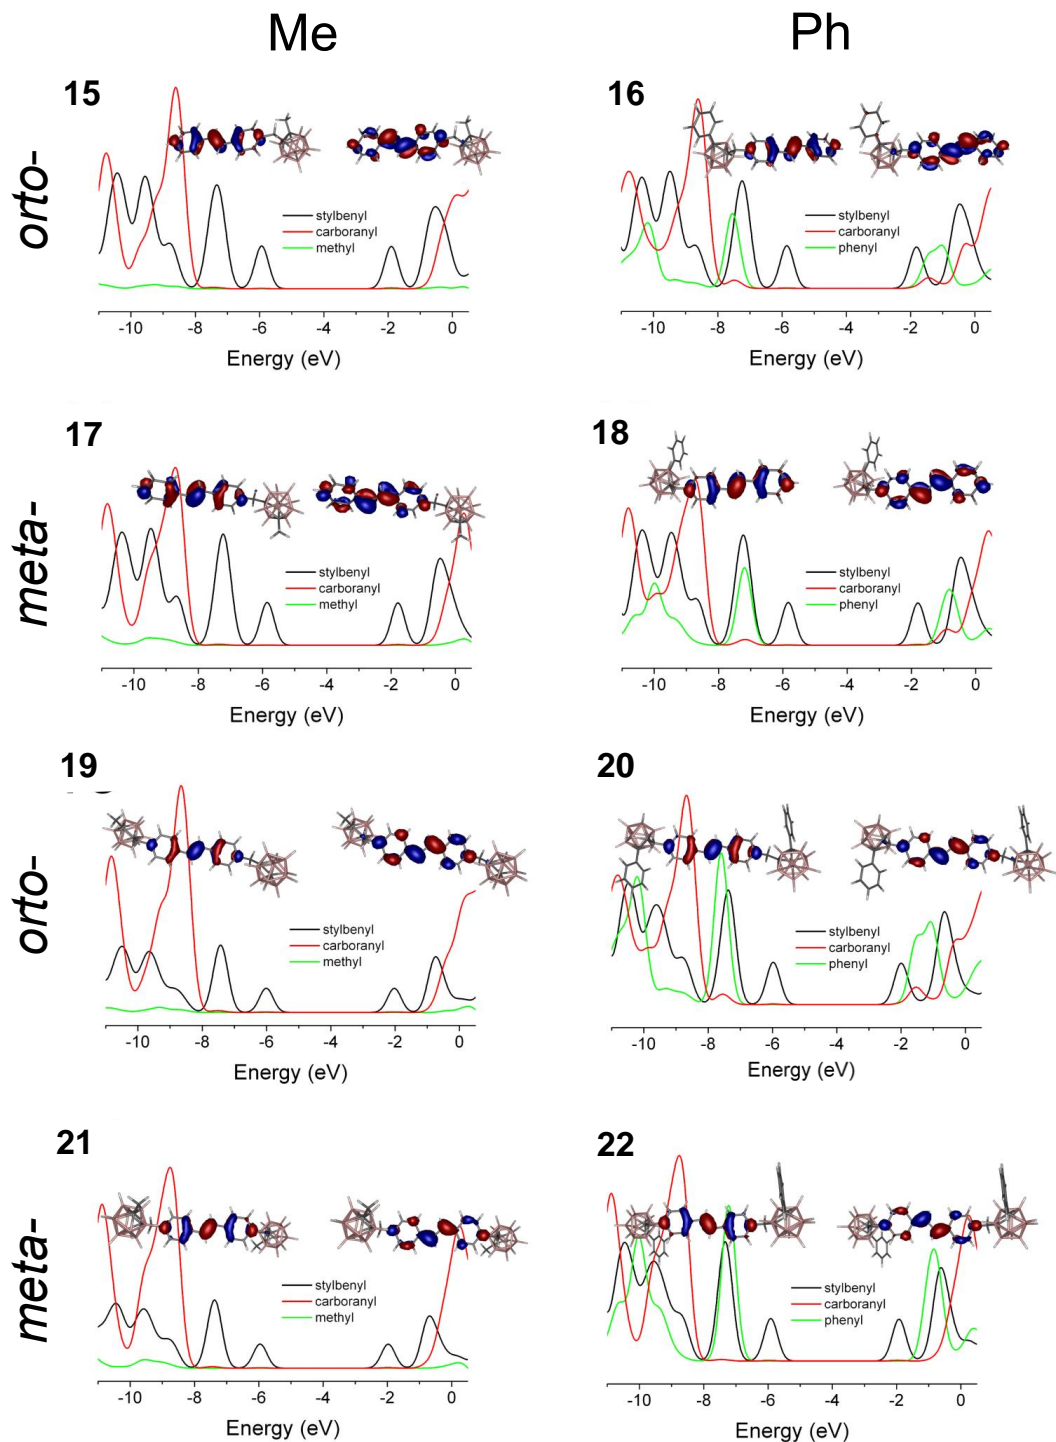 Me Ph
15 16
orto-
stylbenyl
carboranyl
methyl
stylbenyl
carboranyl
phenyl
-10 -8 -6 -4 -2 0
-10 -8 -6 -4 -2 0
Energy (eV) Energy (eV)
17 18
meta-
stylbenyl
carboranyl
methyl
stylbenyl
carboranyl
phenyl
-10 -8 -6 -4 -2 0
-10 -8 -6 -4 -2 0
Energy (eV) Energy (eV)
19 20
orto-
stylbenyl
carboranyl
methyl
stylbenyl
carboranyl
phenyl
-10 -8 -6 -4 -2 0
-10 -8 -6 -4 -2 0
Energy (eV) Energy (eV)
21 22
meta-
stylbenyl
carboranyl
methyl
stylbenyl
carboranyl
phenyl
-10 -8 -6 -4 -2 0
-10 -8 -6 -4 -2 0
Energy (eV) Energy (eV)